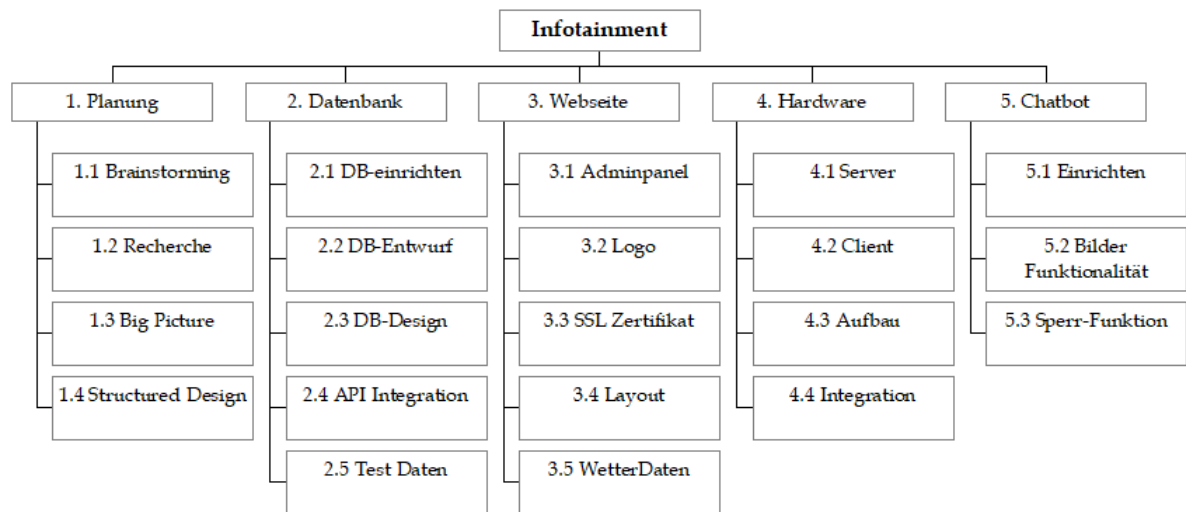 Infotainment
1. Planung
2. Datenbank
3. Webseite
4. Hardware
5. Chatbot
1.1 Brainstorming
2.1 DB-einrichten
3.1 Adminpanel
4.1 Server
5.1 Einrichten
1.2 Recherche
2.2 DB-Entwurf
3.2 Logo
4.2 Client
5.2 Bilder
Funktionalität
1.3 Big Picture
2.3 DB-Design
3.3 SSL Zertifikat
4.3 Aufbau
5.3 Sperr-Funktion
1.4 Structured Design
2.4 API Integration
3.4 Layout
4.4 Integration
2.5 Test Daten
3.5 WetterDaten